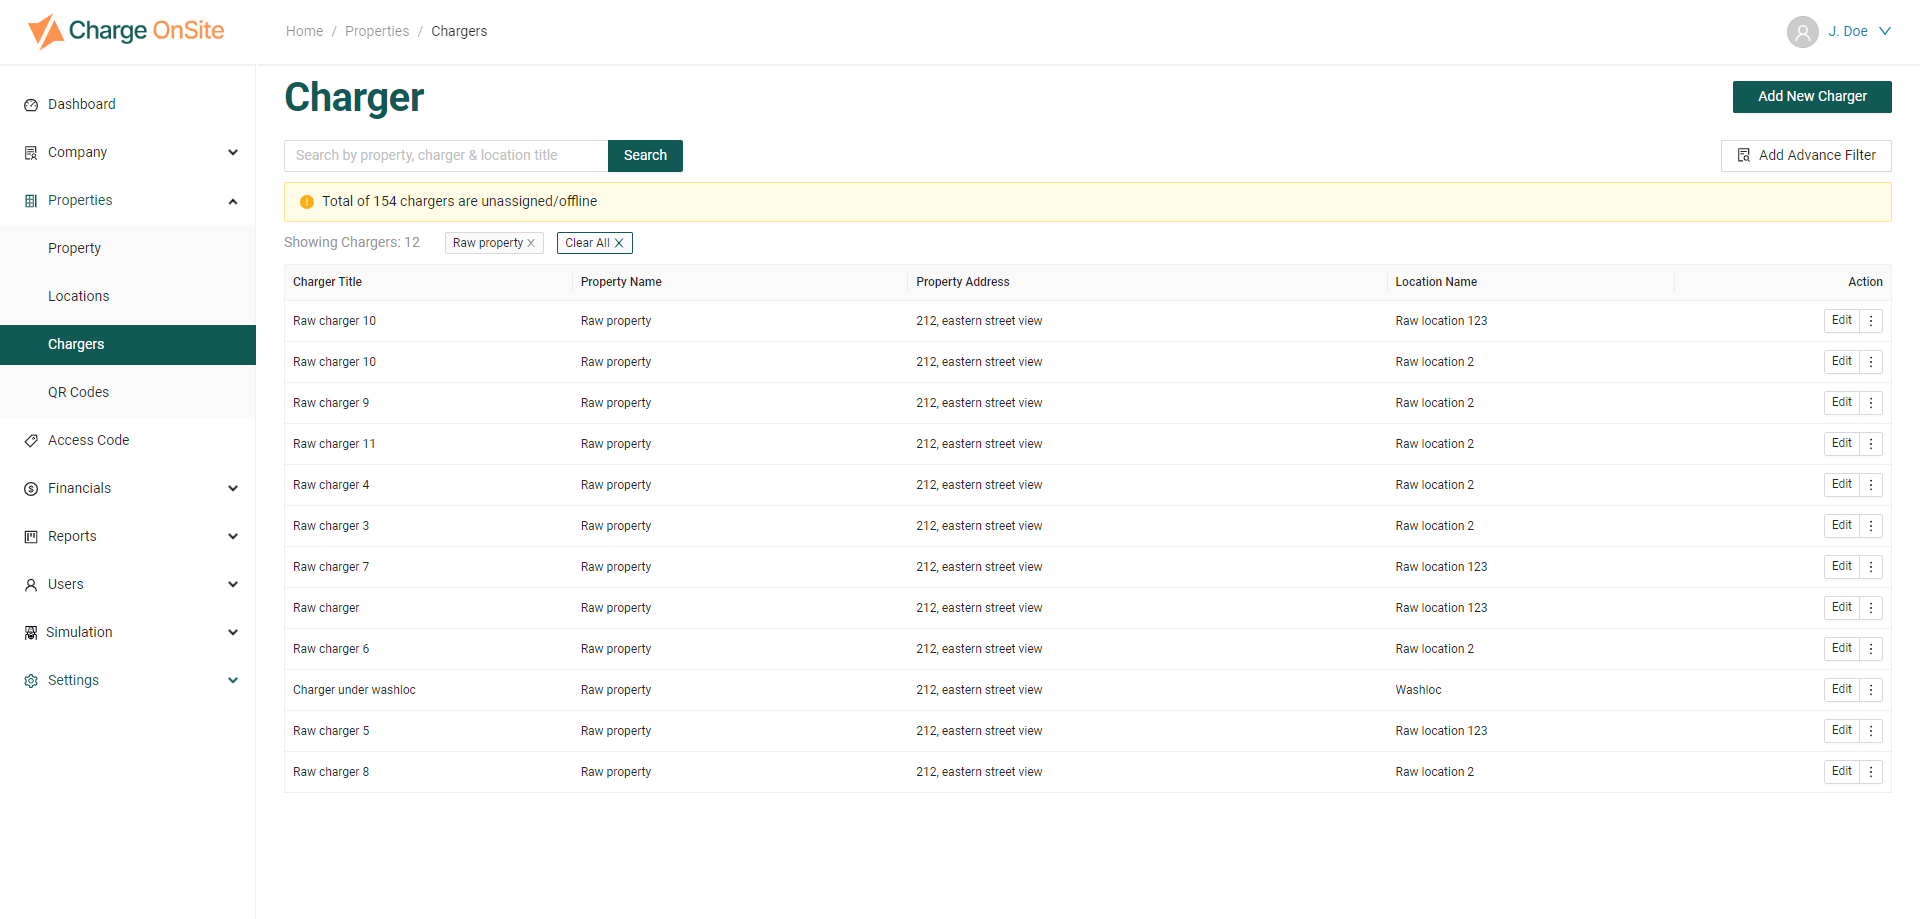 Charge OnSite
Home / Properties / Chargers
J. Doe
Dashboard
Company
Properties
Property
Locations
Chargers
QR Codes
Access Code
Financials
Reports
Users
Simulation
Settings
Charger
Add New Charger
Search by property, charger & location title
Search
Add Advance Filter
Total of 154 chargers are unassigned/offline
Showing Chargers: 12
Raw property
Clear All
Charger Title Property Name Property Address Location Name Action
Raw charger 10 Raw property 212, eastern street view Raw location 123 Edit
Raw charger 10 Raw property 212, eastern street view Raw location 2 Edit
Raw charger 9 Raw property 212, eastern street view Raw location 2 Edit
Raw charger 11 Raw property 212, eastern street view Raw location 2 Edit
Raw charger 4 Raw property 212, eastern street view Raw location 2 Edit
Raw charger 3 Raw property 212, eastern street view Raw location 2 Edit
Raw charger 7 Raw property 212, eastern street view Raw location 123 Edit
Raw charger Raw property 212, eastern street view Raw location 123 Edit
Raw charger 6 Raw property 212, eastern street view Raw location 2 Edit
Charger under washloc Raw property 212, eastern street view Washloc Edit
Raw charger 5 Raw property 212, eastern street view Raw location 123 Edit
Raw charger 8 Raw property 212, eastern street view Raw location 2 Edit